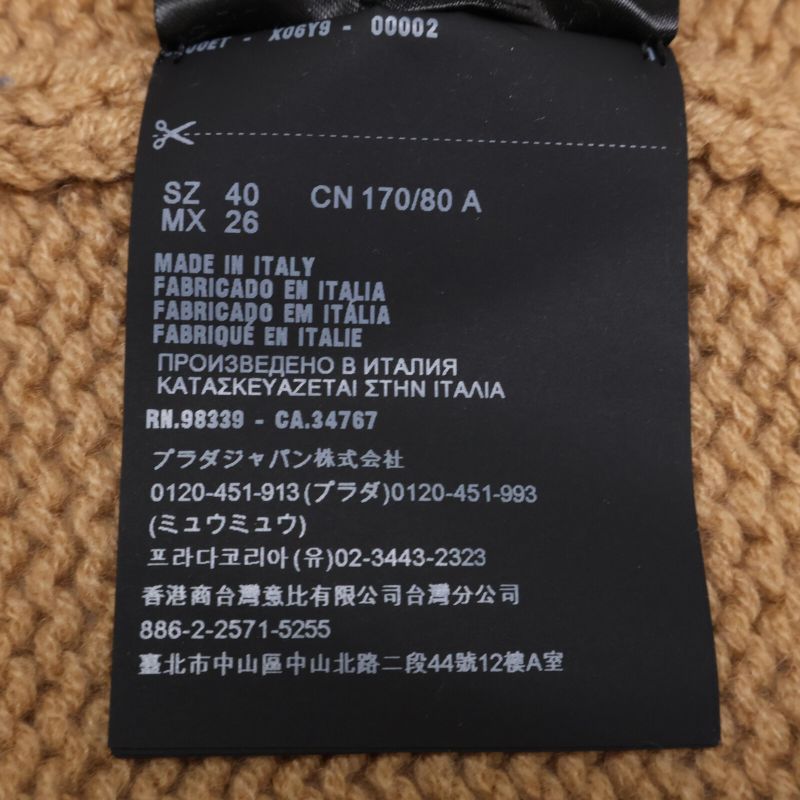 X06Y9 - 00002
SZ 40 CN 170/80 A
MX 26
MADE IN ITALY
FABRICADO EN ITALIA
FABRICADO EM ITÁLIA
FABRIQUÉ EN ITALIE
ПРОИЗВЕДЕНО В ИТАЛИЯ
ΚΑΤΑΣΚΕΥΑΖΕΤΑΙ ΣΤΗΝ ΙΤΑΛΙΑ
RN.98339 - CA.34767
プラダジャパン株式会社
0120-451-913(プラダ)0120-451-993
(ミュウミュウ)
프라다코리아(유)02-3443-2323
香港商台灣意比有限公司台灣分公司
886-2-2571-5255
臺北市中山區中山北路二段44號12樓A室